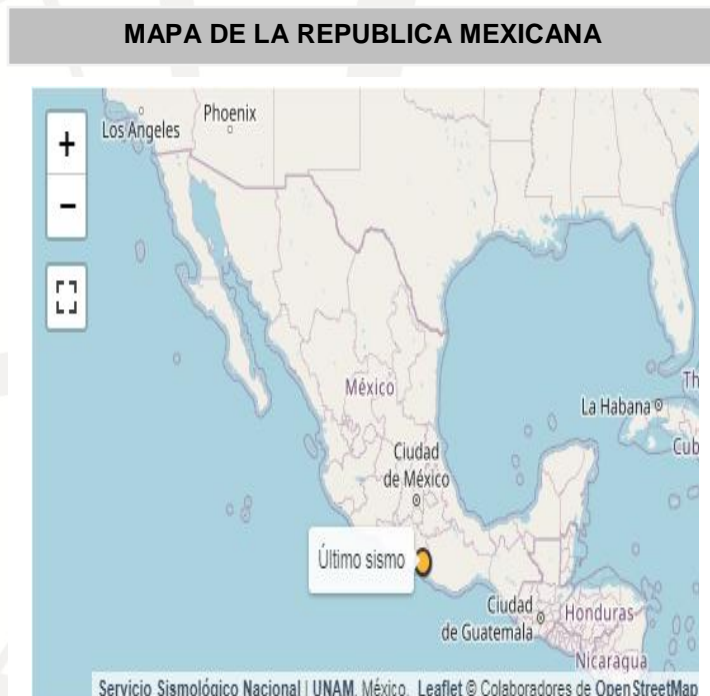 MAPA DE LA REPUBLICA MEXICANA
+
Los Angeles
Phoenix
−
México
La Habana
Th
Cub
Ciudad
de México
Último sismo
Ciudad
de Guatemala
Honduras
Nicaragua
Servicio Sismológico Nacional | UNAM, México, Leaflet © Colaboradores de OpenStreetMap